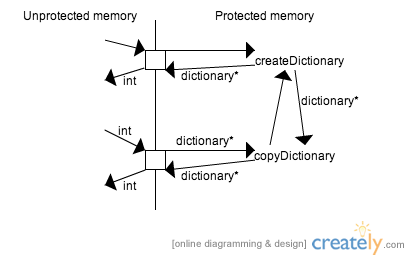 Unprotected memory Protected memory
createDictionary
int dictionary*
dictionary*
int dictionary*
copyDictionary
int dictionary*
[online diagramming & design] creately.com